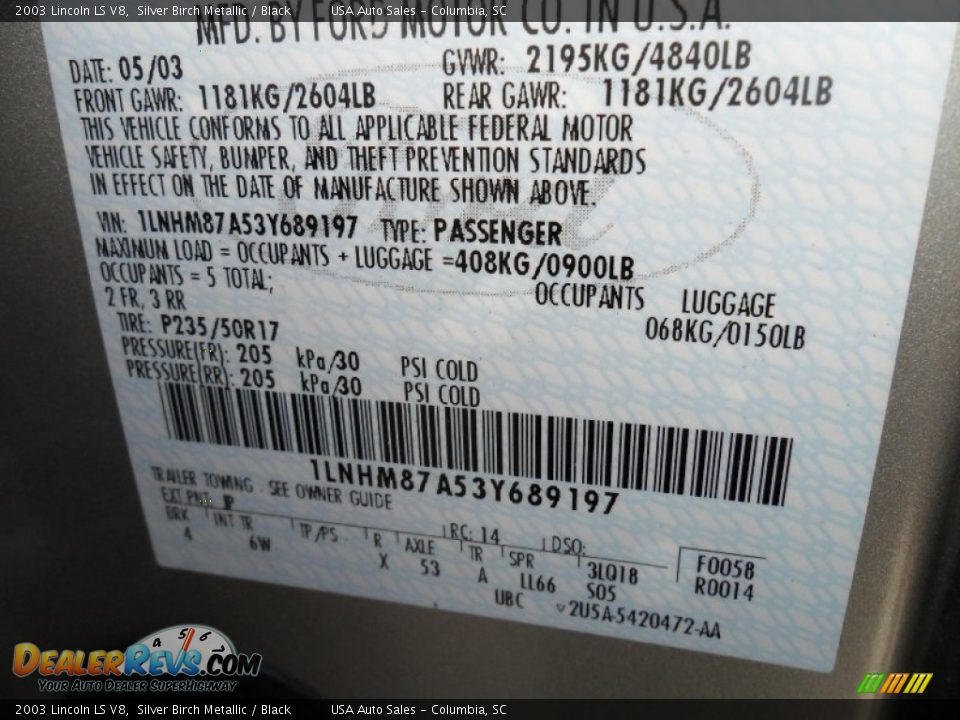 2003 Lincoln LS V8, Silver Birch Metallic / Black USA Auto Sales - Columbia, SC
MFD. BY FORD MOTOR CO. IN U.S.A.
DATE: 05/03 GVWR: 2195KG/4840LB
FRONT GAWR: 1181KG/2604LB REAR GAWR: 1181KG/2604LB
THIS VEHICLE CONFORMS TO ALL APPLICABLE FEDERAL MOTOR
VEHICLE SAFETY, BUMPER, AND THEFT PREVENTION STANDARDS
IN EFFECT ON THE DATE OF MANUFACTURE SHOWN ABOVE.
VIN: 1LNHM87A53Y689197 TYPE: PASSENGER
MAXIMUM LOAD = OCCUPANTS + LUGGAGE =408KG/0900LB
OCCUPANTS = 5 TOTAL; OCCUPANTS LUGGAGE
2 FR, 3 RR 068KG/0150LB
TIRE: P235/50R17
PRESSURE(FR): 205 kPa/30 PSI COLD
PRESSURE(RR): 205 kPa/30 PSI COLD
1LNHM87A53Y689197
TRAILER TOWING - SEE OWNER GUIDE
EXT PNT: JP RC: 14 DSO:
BRK INT TR TP/PS R AXLE TR SPR 3LQ18 F0058
4 6W X 53 A LL66 S05 R0014
UBC 2U5A-5420472-AA
4 5 6
DEALERREVS.COM
YOUR AUTO DEALER SUPERHIGHWAY
2003 Lincoln LS V8, Silver Birch Metallic / Black USA Auto Sales - Columbia, SC